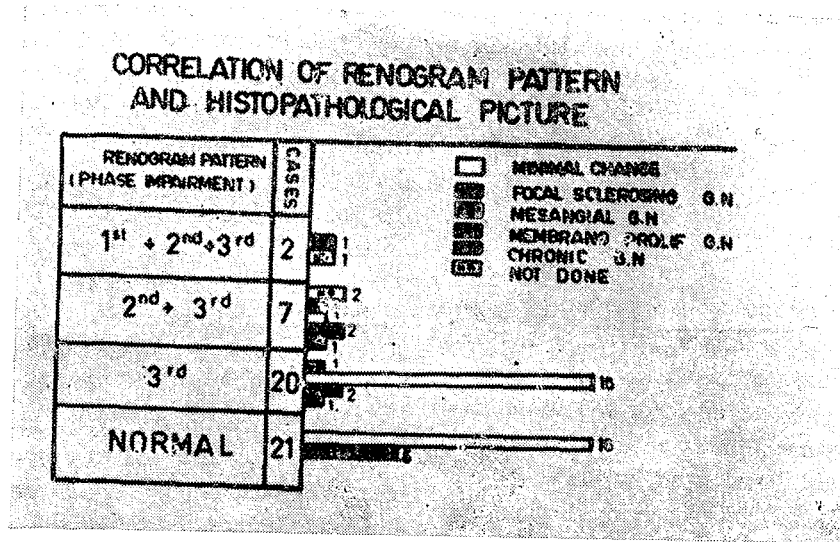 CORRELATION OF RENOGRAM PATTERN
AND HISTOPATHOLOGICAL PICTURE
RENOGRAM PATTERN
(PHASE IMPAIRMENT)
CASES
MINIMAL CHANGE
FOCAL SCLEROSING G.N
MESANGIAL G.N
MEMBRANO PROLIF G.N
CHRONIC G.N
NOT DONE
1st + 2nd+3rd
2
1
1
2nd+ 3rd
7
2
1
2
1
3rd
20
1
16
2
1
NORMAL
21
16
5